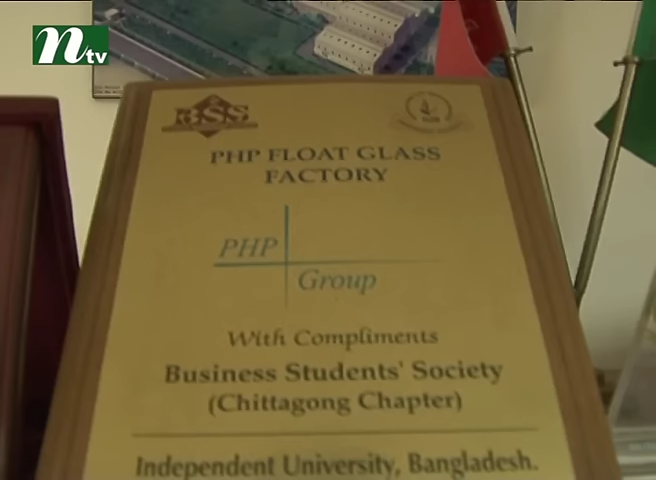 ntv
BSS
PHP FLOAT GLASS
FACTORY
PHP
Group
With Compliments
Business Students' Society
(Chittagong Chapter)
Independent University, Bangladesh.